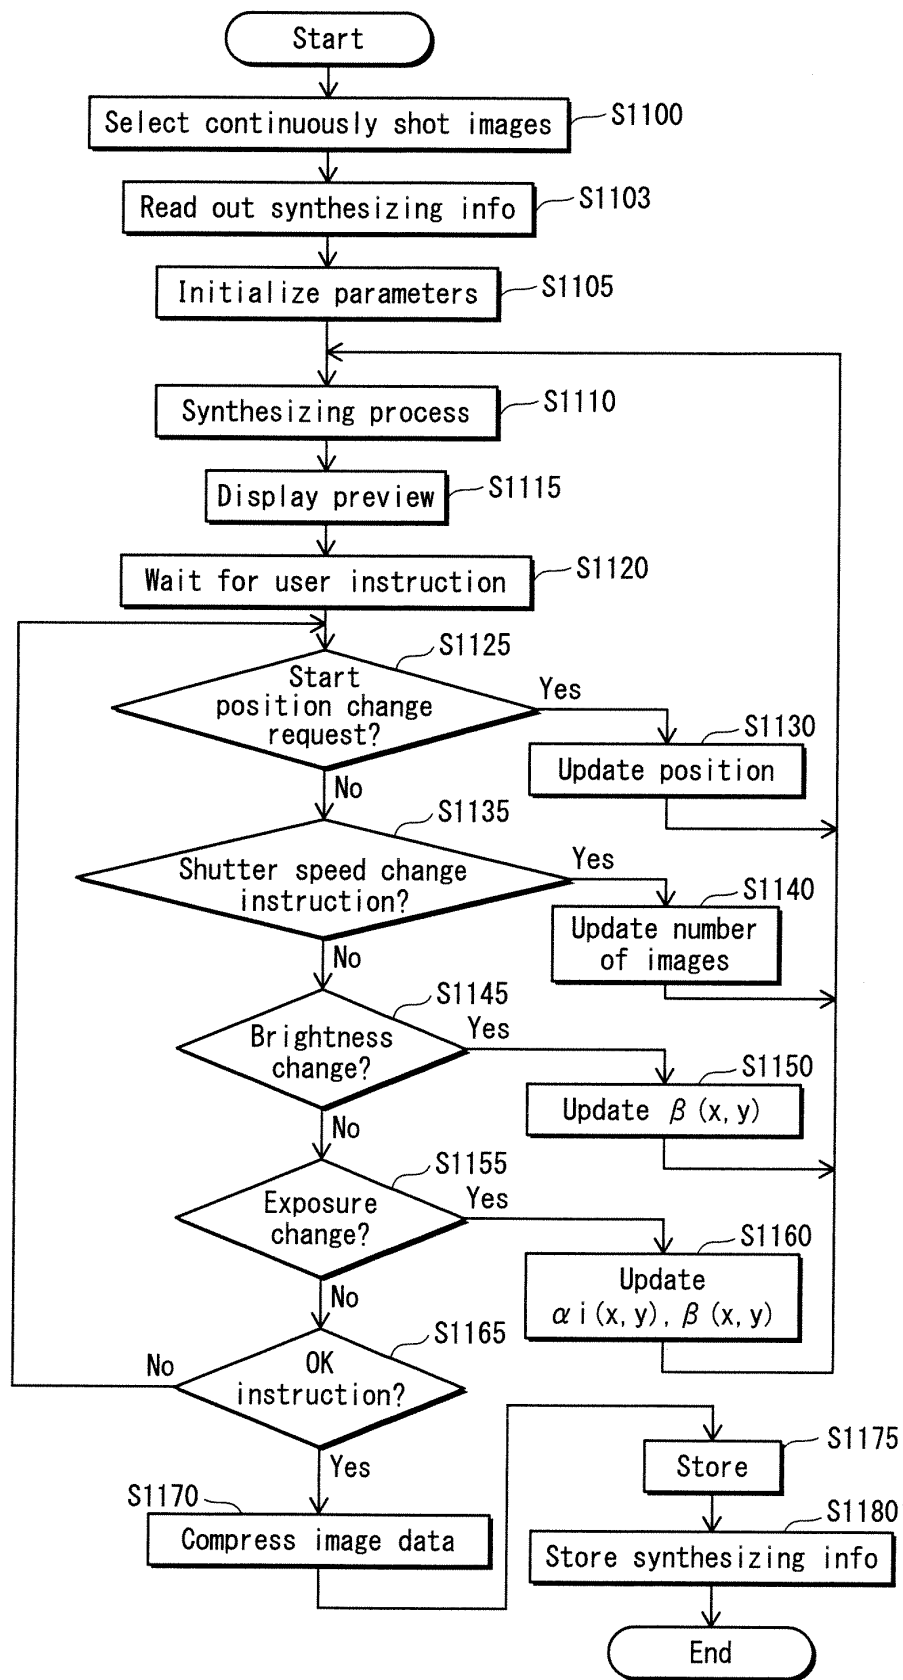 Start
Select continuously shot images
S1100
Read out synthesizing info
S1103
Initialize parameters
S1105
Synthesizing process
S1110
Display preview
S1115
Wait for user instruction
S1120
S1125
Start
position change
request?
Yes
S1130
Update position
No
S1135
Shutter speed change
instruction?
Yes
S1140
Update number
of images
No
S1145
Brightness
change?
Yes
S1150
Update β(x,y)
No
S1155
Exposure
change?
Yes
S1160
Update
αi(x,y),β(x,y)
No
S1165
OK
instruction?
No
Yes
S1170
Compress image data
S1175
Store
S1180
Store synthesizing info
End